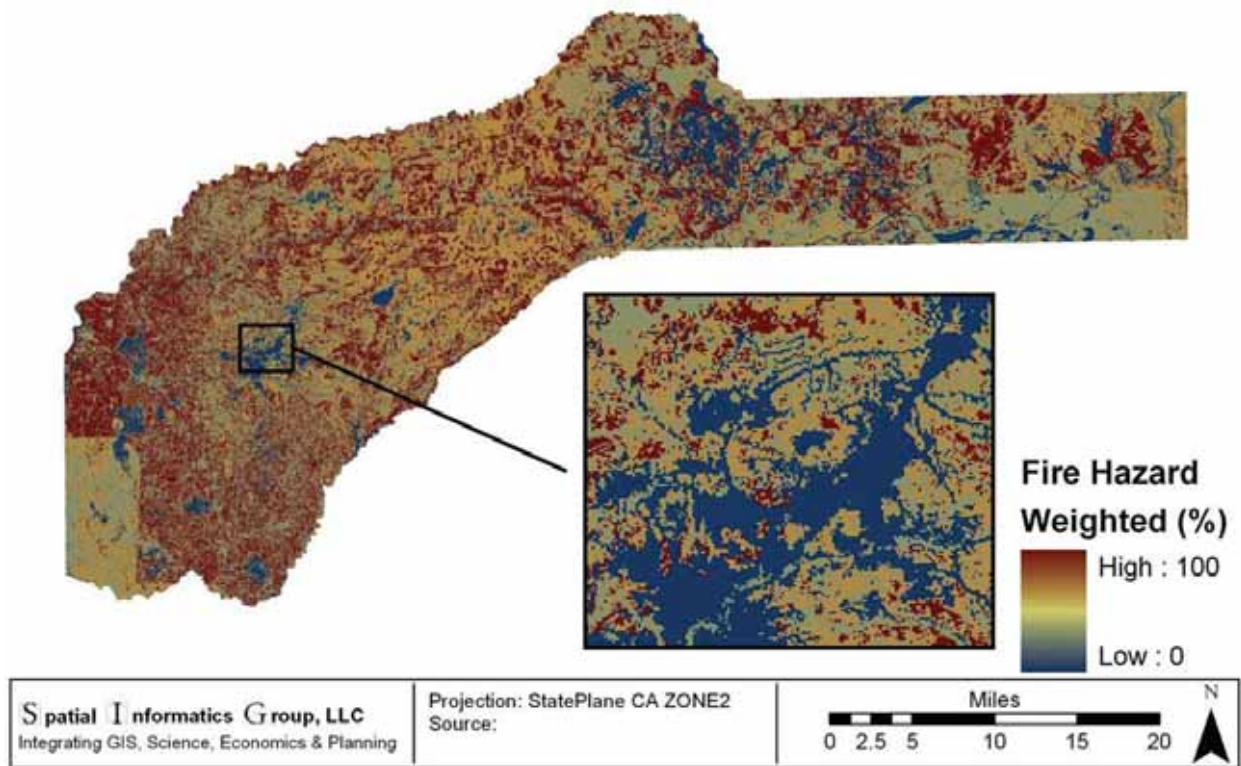 Fire Hazard
Weighted (%)
High : 100
Low : 0
Spatial Informatics Group, LLC
Integrating GIS, Science, Economics & Planning
Projection: StatePlane CA ZONE2
Source:
Miles
0 2.5 5 10 15 20
N